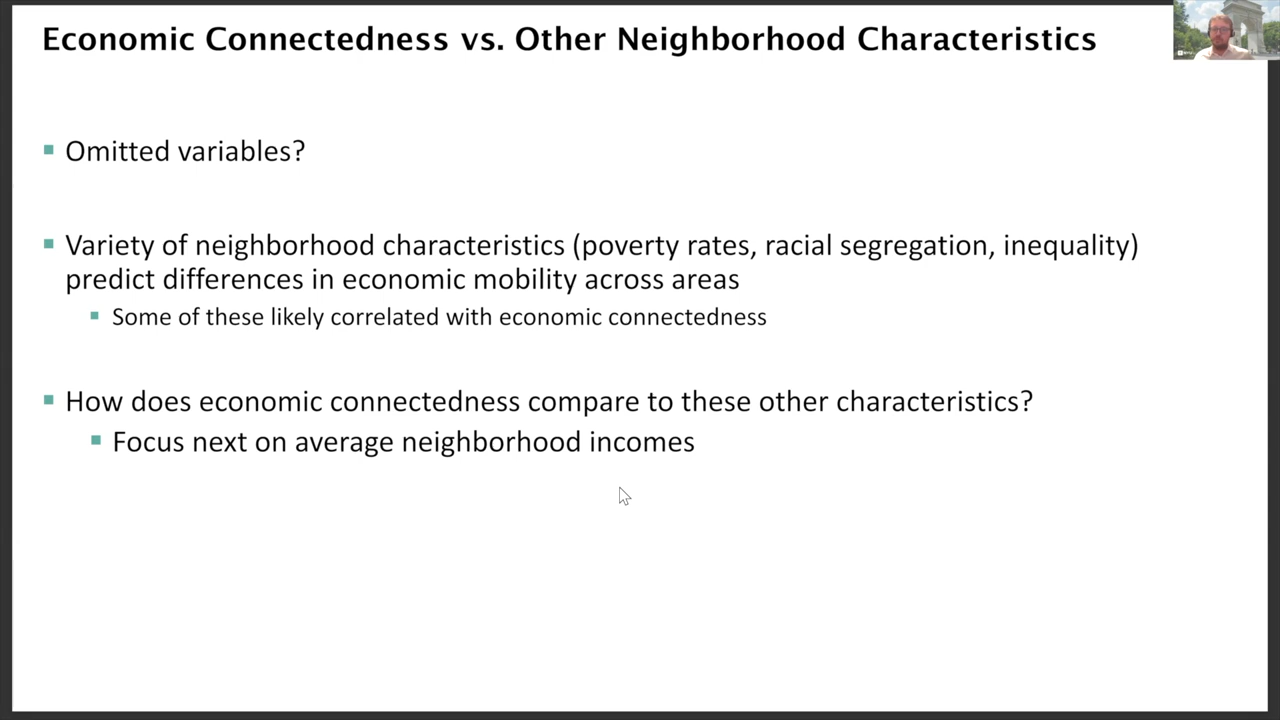 Economic Connectedness vs. Other Neighborhood Characteristics
Omitted variables?
Variety of neighborhood characteristics (poverty rates, racial segregation, inequality)
predict differences in economic mobility across areas
Some of these likely correlated with economic connectedness
How does economic connectedness compare to these other characteristics?
Focus next on average neighborhood incomes